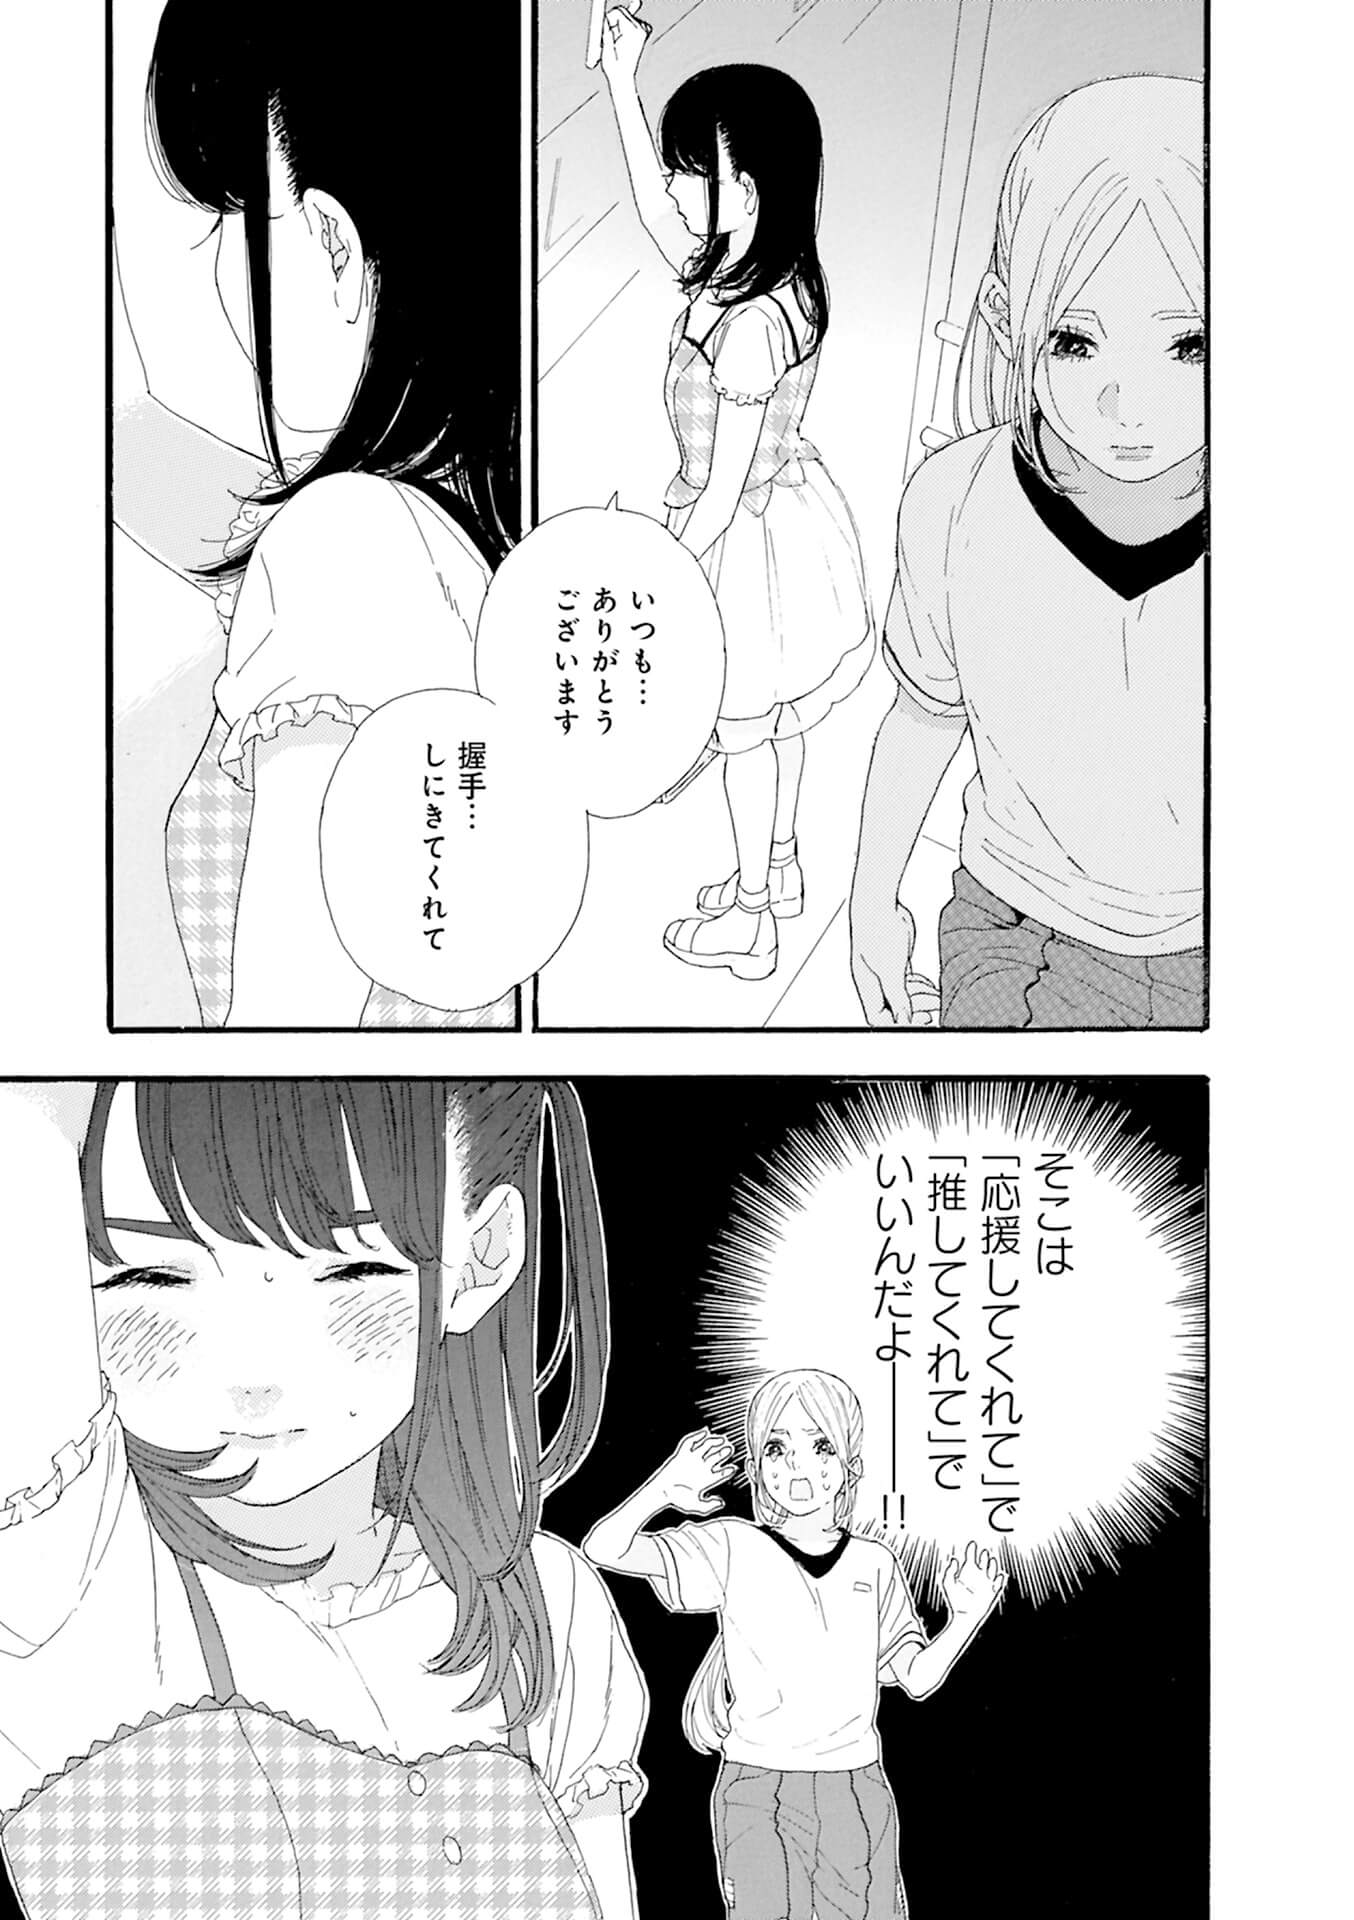 いつも…
ありがとう
ございます
握手…
しにきてくれて
そこは
「応援してくれて」で
「推してくれて」で
いいんだよ――!!